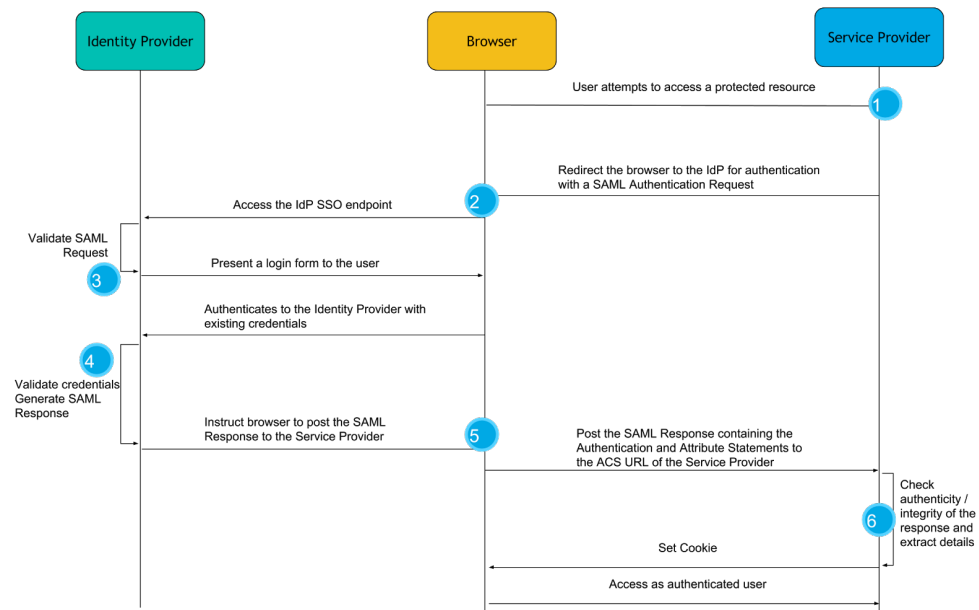 Identity Provider
Browser
Service Provider
User attempts to access a protected resource
1
Redirect the browser to the IdP for authentication
with a SAML Authentication Request
2
Access the IdP SSO endpoint
Validate SAML
Request
3
Present a login form to the user
Authenticates to the Identity Provider with
existing credentials
4
Validate credentials
Generate SAML
Response
Instruct browser to post the SAML
Response to the Service Provider
5
Post the SAML Response containing the
Authentication and Attribute Statements to
the ACS URL of the Service Provider
Check
authenticity /
integrity of the
response and
extract details
6
Set Cookie
Access as authenticated user